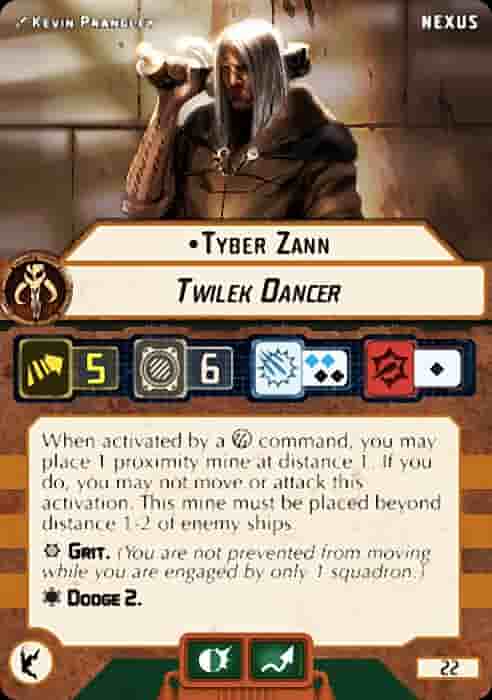 Kevin Prangley
NEXUS
•Tyber Zann
Twilek Dancer
5
6
When activated by a command, you may
place 1 proximity mine at distance 1. If you
do, you may not move or attack this
activation. This mine must be placed beyond
distance 1-2 of enemy ships.
Grit. (You are not prevented from moving
while you are engaged by only 1 squadron.)
Dodge 2.
22